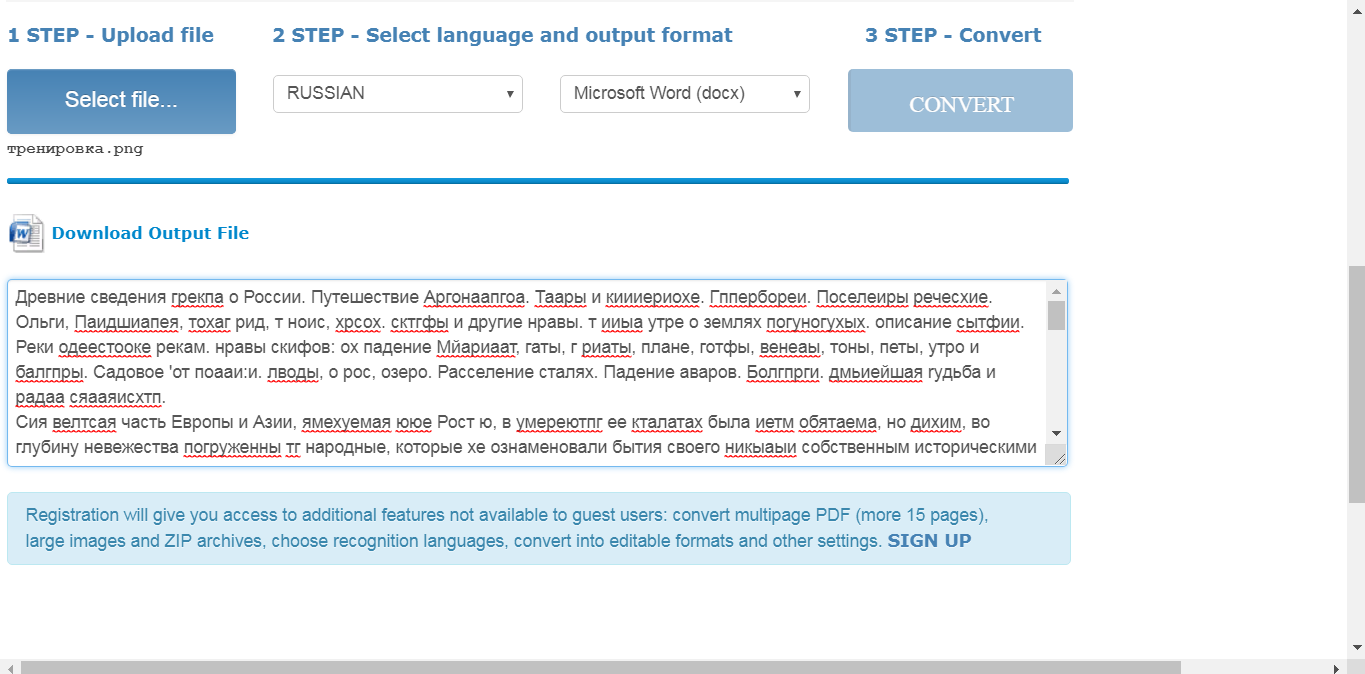 1 STEP - Upload file
2 STEP - Select language and output format
3 STEP - Convert
Select file...
RUSSIAN
Microsoft Word (docx)
CONVERT
тренировка.png
Download Output File
Древние сведения грекпа о России. Путешествие Аргонаапгоа. Таары и киииериохе. Гппербореи. Поселеиры речесхие.
Ольги, Паидшиапея, тохаг рид, т ноис, хрсох. сктгфы и другие нравы. т ииыа утре о землях погуногухых. описание сытфии.
Реки одеестооке рекам. нравы скифов: ох падение Мйариаат, гаты, г риаты, плане, готфы, венеаы, тоны, петы, утро и
балгпры. Садовое 'от поааи:и. лводы, о рос, озеро. Расселение сталях. Падение аваров. Болгпрги. дмьиейшая гудьба и
радаа сяааяисхтп.
Сия велтсая часть Европы и Азии, ямехуемая ююе Рост ю, в умереютпг ее кталатах была иетм обятаема, но дихим, во
глубину невежества погруженны тг народные, которые хе ознаменовали бытия своего никыаыи собственным историческими
Registration will give you access to additional features not available to guest users: convert multipage PDF (more 15 pages),
large images and ZIP archives, choose recognition languages, convert into editable formats and other settings. SIGN UP